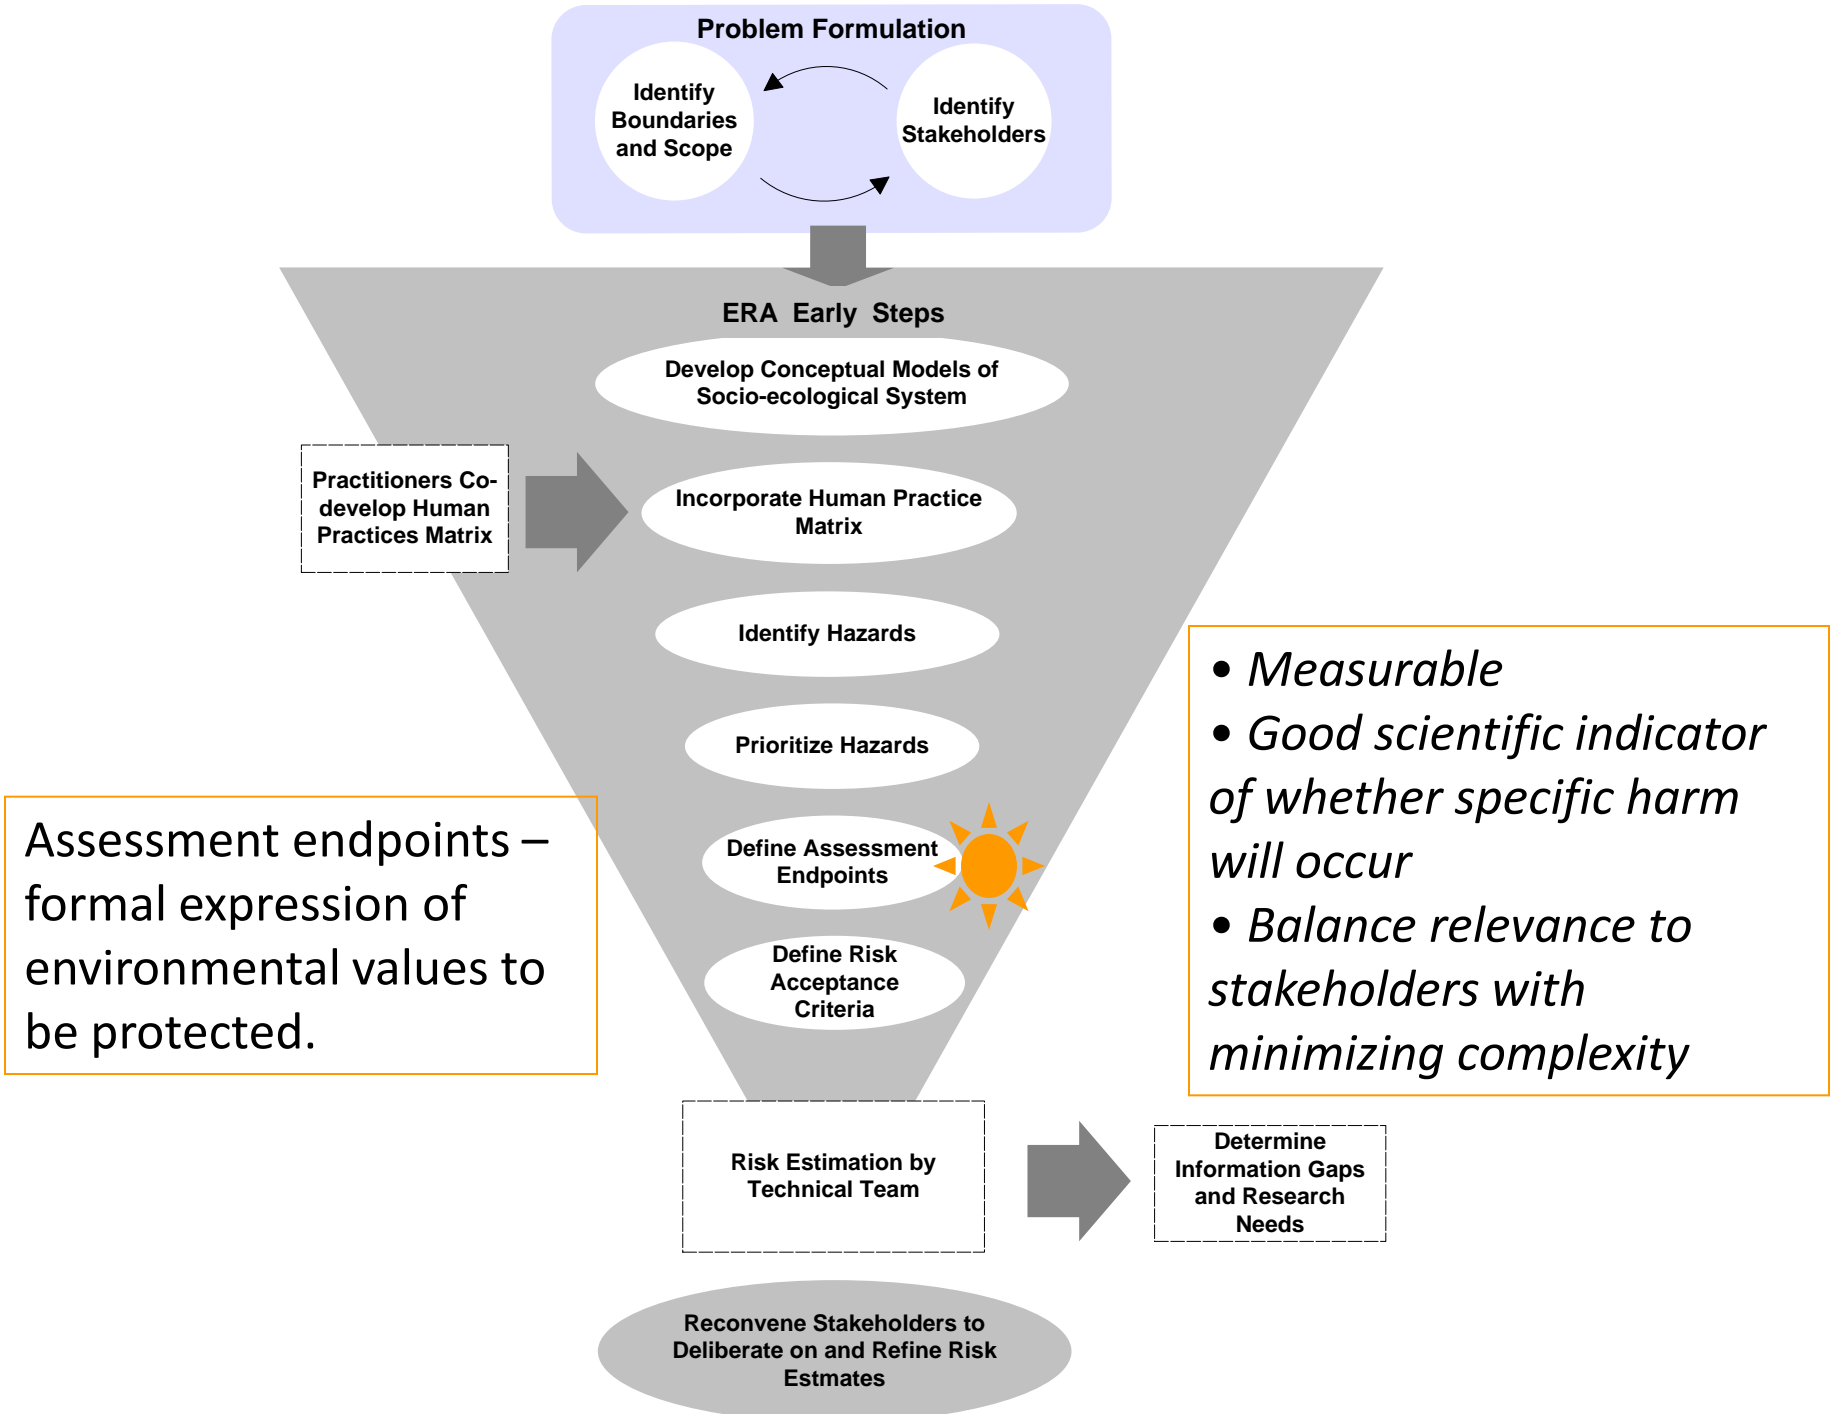 Problem Formulation
Identify
Boundaries
and Scope
Identify
Stakeholders
ERA Early Steps
Develop Conceptual Models of
Socio-ecological System
Practitioners Co-
develop Human
Practices Matrix
Incorporate Human Practice
Matrix
Identify Hazards
Prioritize Hazards
Define Assessment
Endpoints
Define Risk
Acceptance
Criteria
Assessment endpoints –
formal expression of
environmental values to
be protected.
• Measurable
• Good scientific indicator
of whether specific harm
will occur
• Balance relevance to
stakeholders with
minimizing complexity
Risk Estimation by
Technical Team
Determine
Information Gaps
and Research
Needs
Reconvene Stakeholders to
Deliberate on and Refine Risk
Estmates